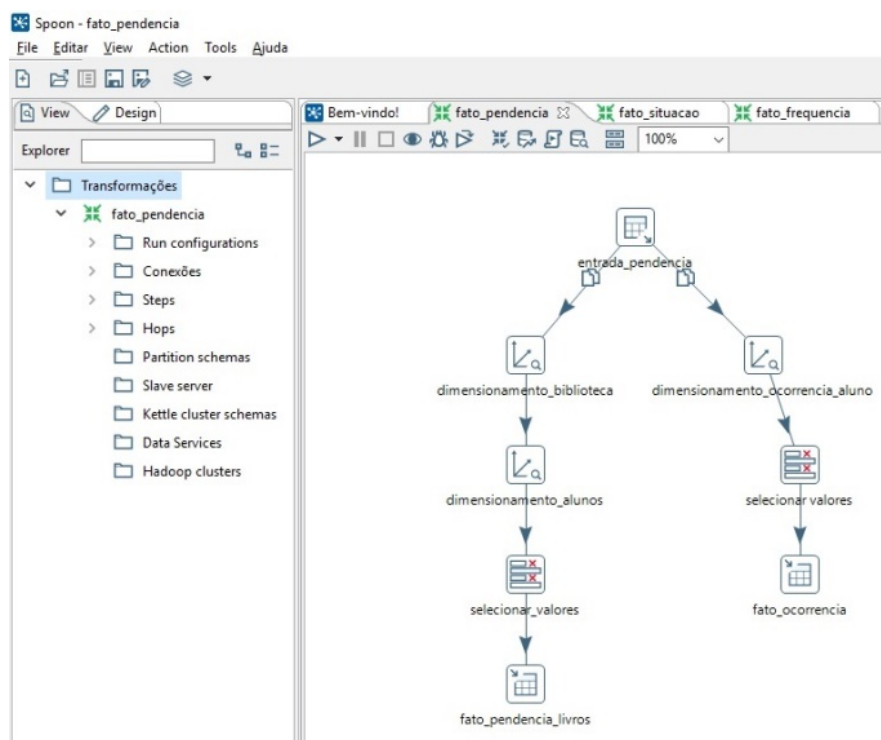 Spoon - fato_pendencia
File Editar View Action Tools Ajuda
View Design
Explorer
Transformações
fato_pendencia
Run configurations
Conexões
Steps
Hops
Partition schemas
Slave server
Kettle cluster schemas
Data Services
Hadoop clusters
Bem-vindo! fato_pendencia fato_situacao fato_frequencia
100%
entrada_pendencia
dimensionamento_biblioteca dimensionamento_ocorrencia_aluno
dimensionamento_alunos selecionar valores
selecionar_valores fato_ocorrencia
fato_pendencia_livros